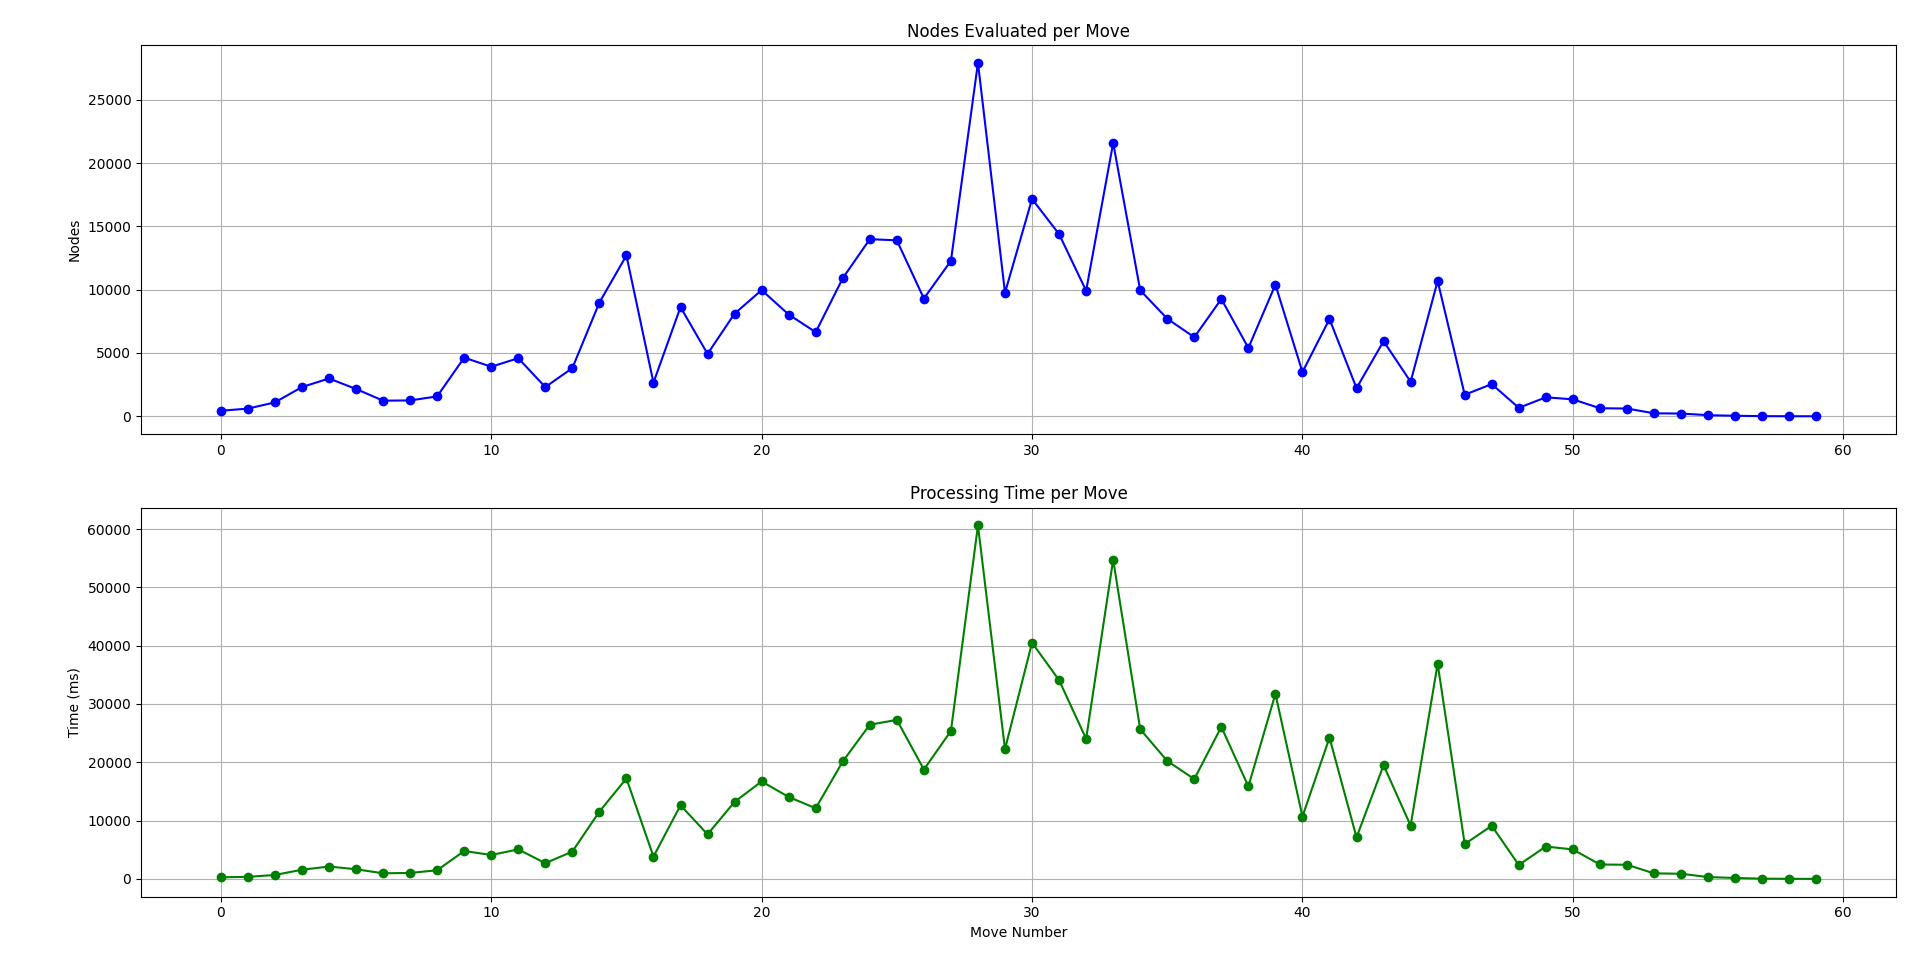 Nodes Evaluated per Move
Nodes
25000
20000
15000
10000
5000
0
0 10 20 30 40 50 60
Processing Time per Move
Time (ms)
60000
50000
40000
30000
20000
10000
0
0 10 20 30 40 50 60
Move Number